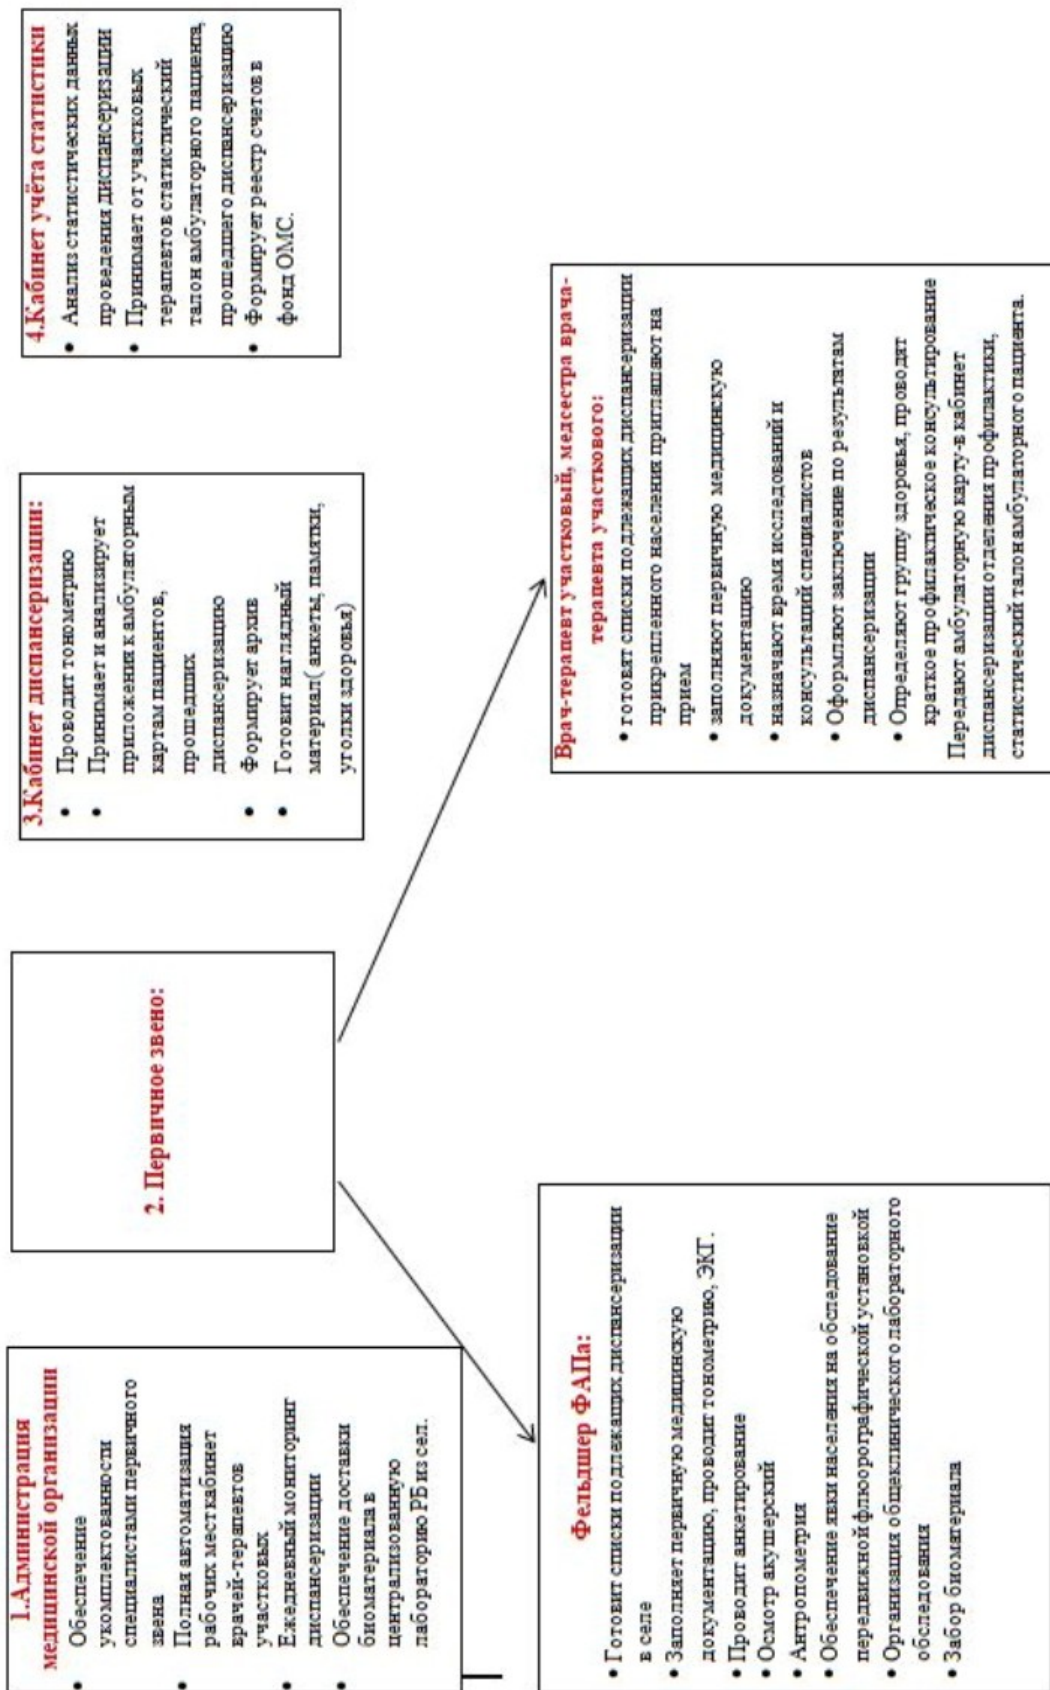 1.Администрация
медицинской организации
• Обеспечение
укомплектованности
специалистами первичного
звена
• Полная автоматизация
рабочих мест кабинет
врачей-терапевтов
участковых
• Ежедневный мониторинг
диспансеризации
• Обеспечение доставки
биоматериала в
централизованную
лабораторию РБ из сел.
2. Первичное звено:
3.Кабинет диспансеризации:
• Проводит тонометрию
• Принимает и анализирует
приложения к амбулаторным
картам пациентов,
прошедших
диспансеризацию
• Формирует архив
• Готовит наглядный
материал( анкеты, памятки,
уголки здоровья)
4.Кабинет учёта статистики
• Анализ статистических данных
проведения диспансеризации
• Принимает от участковых
терапевтов статистический
талон амбулаторного пациента,
прошедшего диспансеризацию
• Формирует реестр счетов в
фонд ОМС.
Фельдшер ФАПа:
• Готовит списки подлежащих диспансеризации
в селе
• Заполняет первичную медицинскую
документацию, проводит тонометрию, ЭКГ.
• Проводит анкетирование
• Осмотр акушерский
• Антропометрия
• Обеспечение явки населения на обследование
передвижной флюорографической установкой
• Организация общеклинического лабораторного
обследования
• Забор биоматериала
Врач-терапевт участковый, медсестра врача-
терапевта участкового:
• готовят списки подлежащих диспансеризации
прикрепленного населения приглашают на
прием
• заполняют первичную медицинскую
документацию
• назначают время исследований и
консультаций специалистов
• Оформляют заключение по результатам
диспансеризации
• Определяют группу здоровья, проводят
краткое профилактическое консультирование
Передают амбулаторную карту-в кабинет
диспансеризации отделения профилактики,
статистический талон амбулаторного пациента.